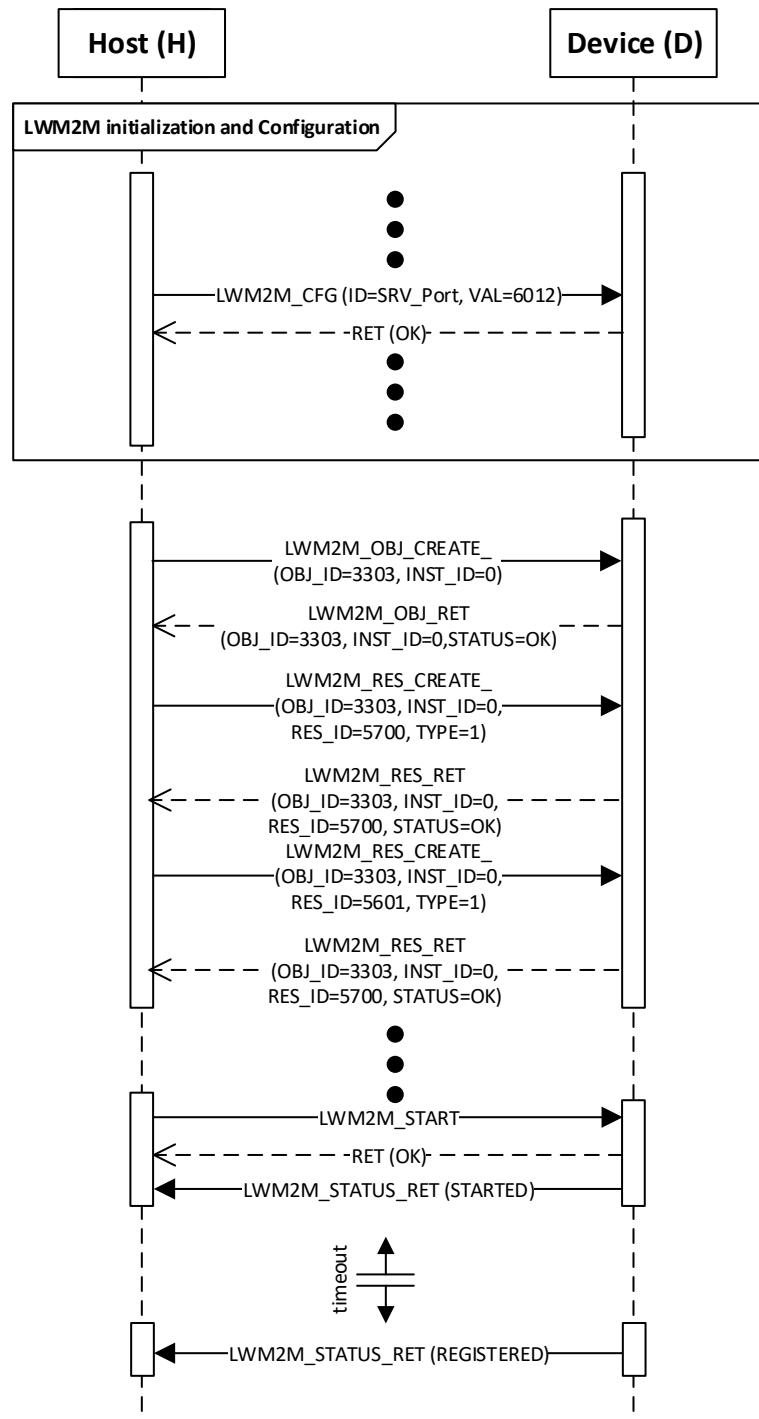 Host (H)
Device (D)
LWM2M initialization and Configuration
LWM2M_CFG (ID=SRV_Port, VAL=6012)
RET (OK)
LWM2M_OBJ_CREATE_
(OBJ_ID=3303, INST_ID=0)
LWM2M_OBJ_RET
(OBJ_ID=3303, INST_ID=0,STATUS=OK)
LWM2M_RES_CREATE_
(OBJ_ID=3303, INST_ID=0,
RES_ID=5700, TYPE=1)
LWM2M_RES_RET
(OBJ_ID=3303, INST_ID=0,
RES_ID=5700, STATUS=OK)
LWM2M_RES_CREATE_
(OBJ_ID=3303, INST_ID=0,
RES_ID=5601, TYPE=1)
LWM2M_RES_RET
(OBJ_ID=3303, INST_ID=0,
RES_ID=5700, STATUS=OK)
LWM2M_START
RET (OK)
LWM2M_STATUS_RET (STARTED)
timeout
LWM2M_STATUS_RET (REGISTERED)